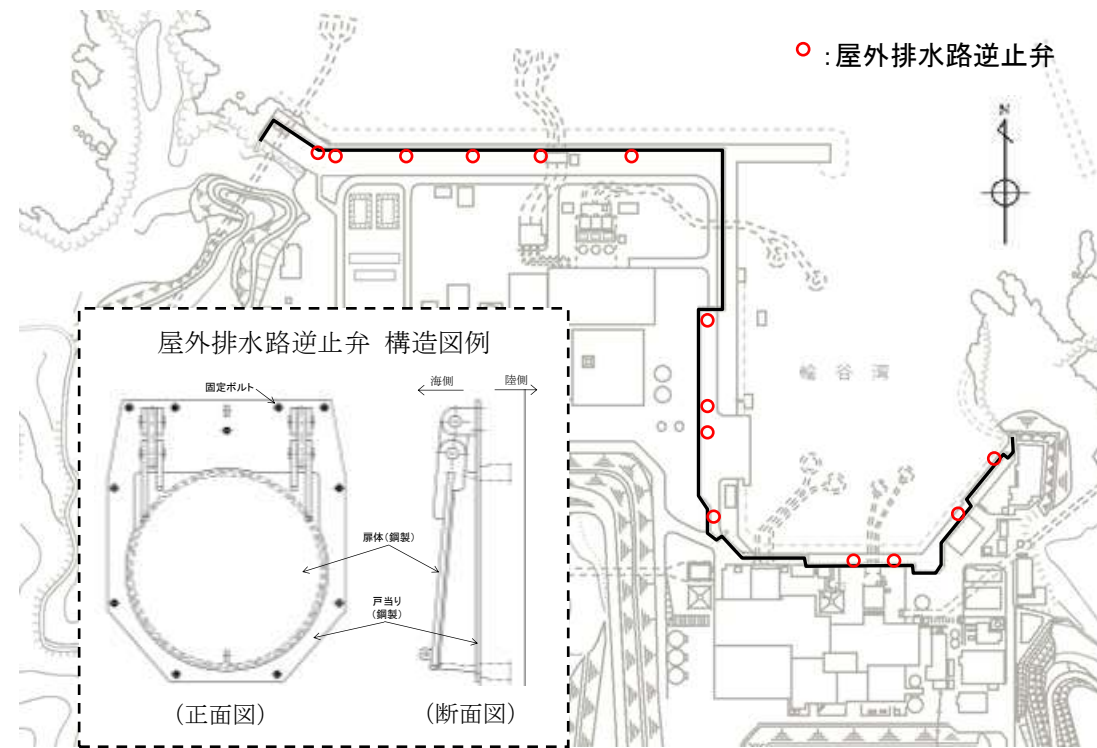 ○ :屋外排水路逆止弁
N
屋外排水路逆止弁 構造図例
海側
陸側
固定ボルト
輪谷湾
扉体(鋼製)
戸当り
(鋼製)
(正面図)
(断面図)